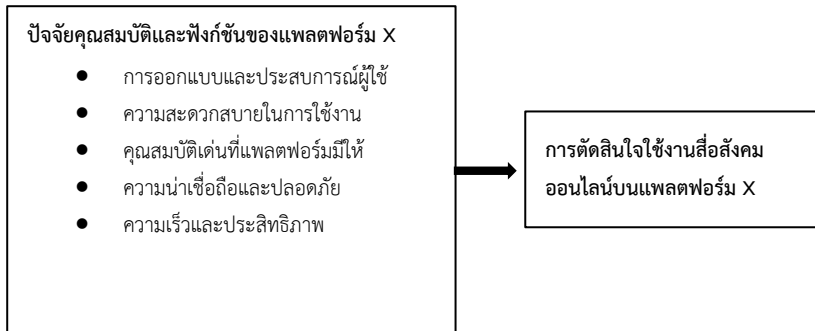 ปัจจัยคุณสมบัติและฟังก์ชันของแพลตฟอร์ม X
● การออกแบบและประสบการณ์ผู้ใช้
● ความสะดวกสบายในการใช้งาน
● คุณสมบัติเด่นที่แพลตฟอร์มมีให้
● ความน่าเชื่อถือและปลอดภัย
● ความเร็วและประสิทธิภาพ
การตัดสินใจใช้งานสื่อสังคม
ออนไลน์บนแพลตฟอร์ม X